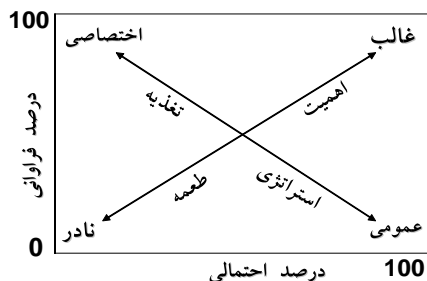 100
غالب
اختصاصی
اهمیت
تغذیه
درصد فراوانی
طعمه
استراتژی
نادر
عمومی
0
100
درصد احتمالی